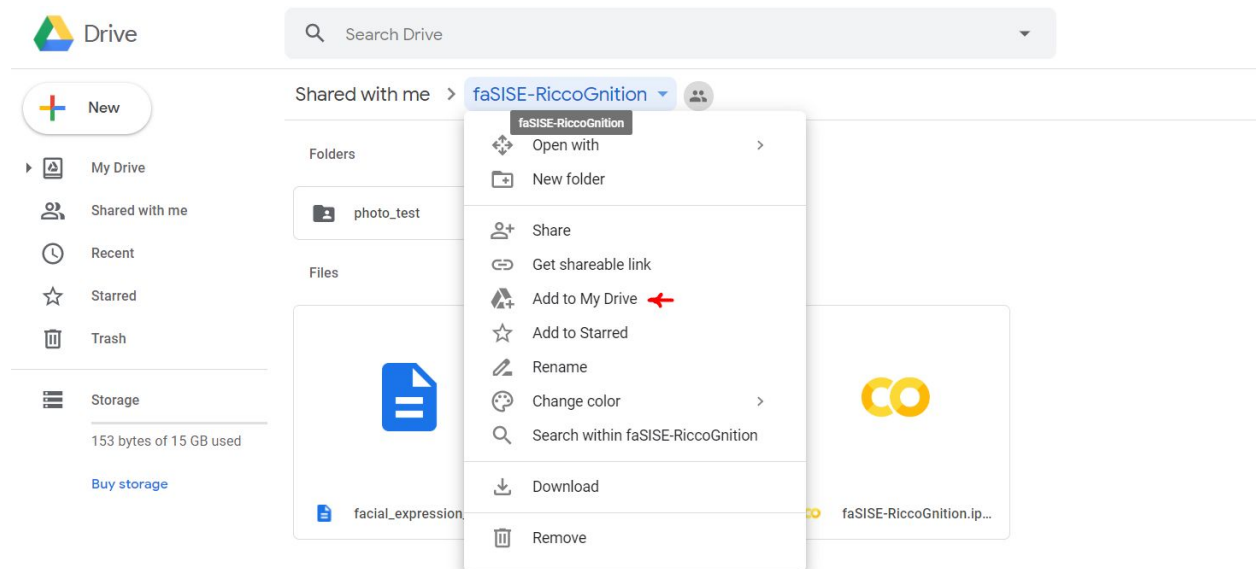 Drive
Search Drive
New
My Drive
Shared with me
Recent
Starred
Trash
Storage
153 bytes of 15 GB used
Buy storage
Shared with me > faSISE-RiccoGnition
faSISE-RiccoGnition
Folders
photo_test
Files
facial_expression_
faSISE-RiccoGnition.ip...
Open with
New folder
Share
Get shareable link
Add to My Drive
Add to Starred
Rename
Change color
Search within faSISE-RiccoGnition
Download
Remove